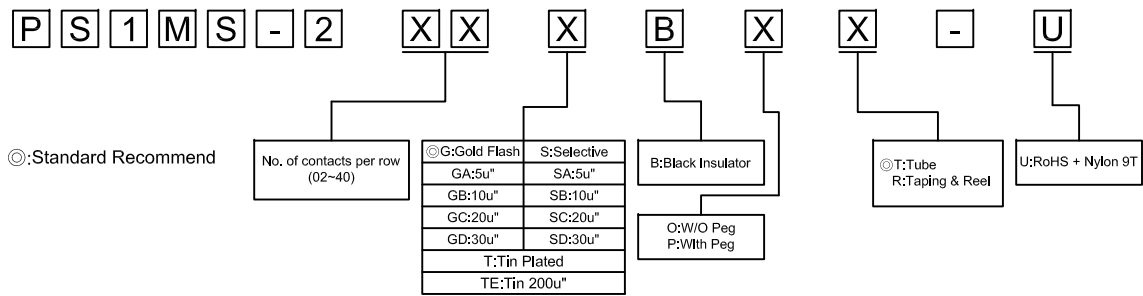 PS1MS-2 XX X B X X - U
◎:Standard Recommend
No. of contacts per row
(02~40)
◎G:Gold Flash S:Selective
GA:5u" SA:5u"
GB:10u" SB:10u"
GC:20u" SC:20u"
GD:30u" SD:30u"
T:Tin Plated
TE:Tin 200u"
B:Black Insulator
O:W/O Peg
P:With Peg
◎T:Tube
R:Taping & Reel
U:RoHS + Nylon 9T